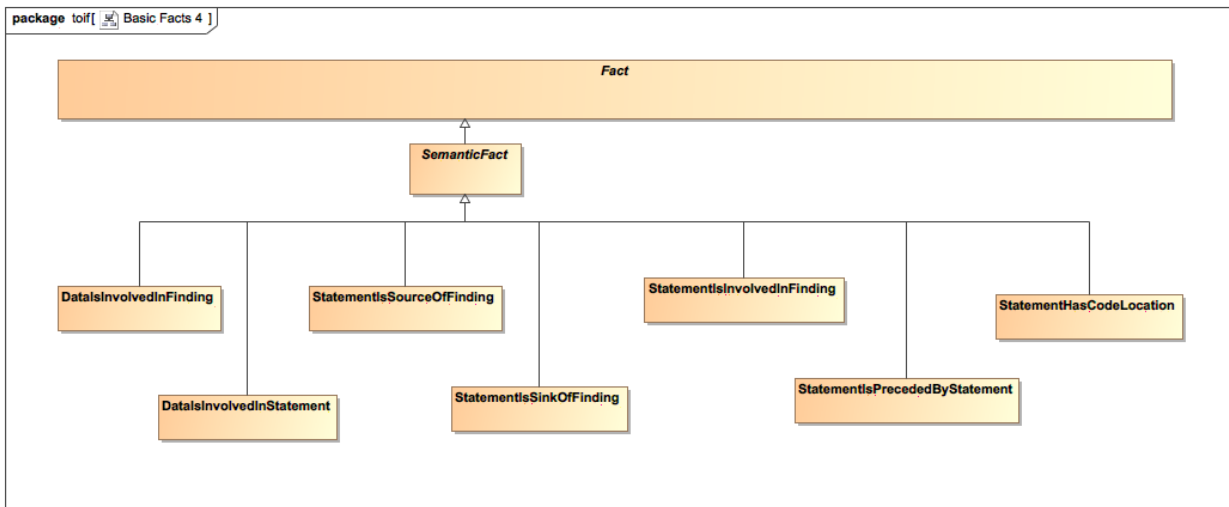 package toif[ Basic Facts 4 ]
Fact
SemanticFact
DataIsInvolvedInFinding
StatementIsSourceOfFinding
StatementIsInvolvedInFinding
StatementHasCodeLocation
DataIsInvolvedInStatement
StatementIsSinkOfFinding
StatementIsPrecededByStatement